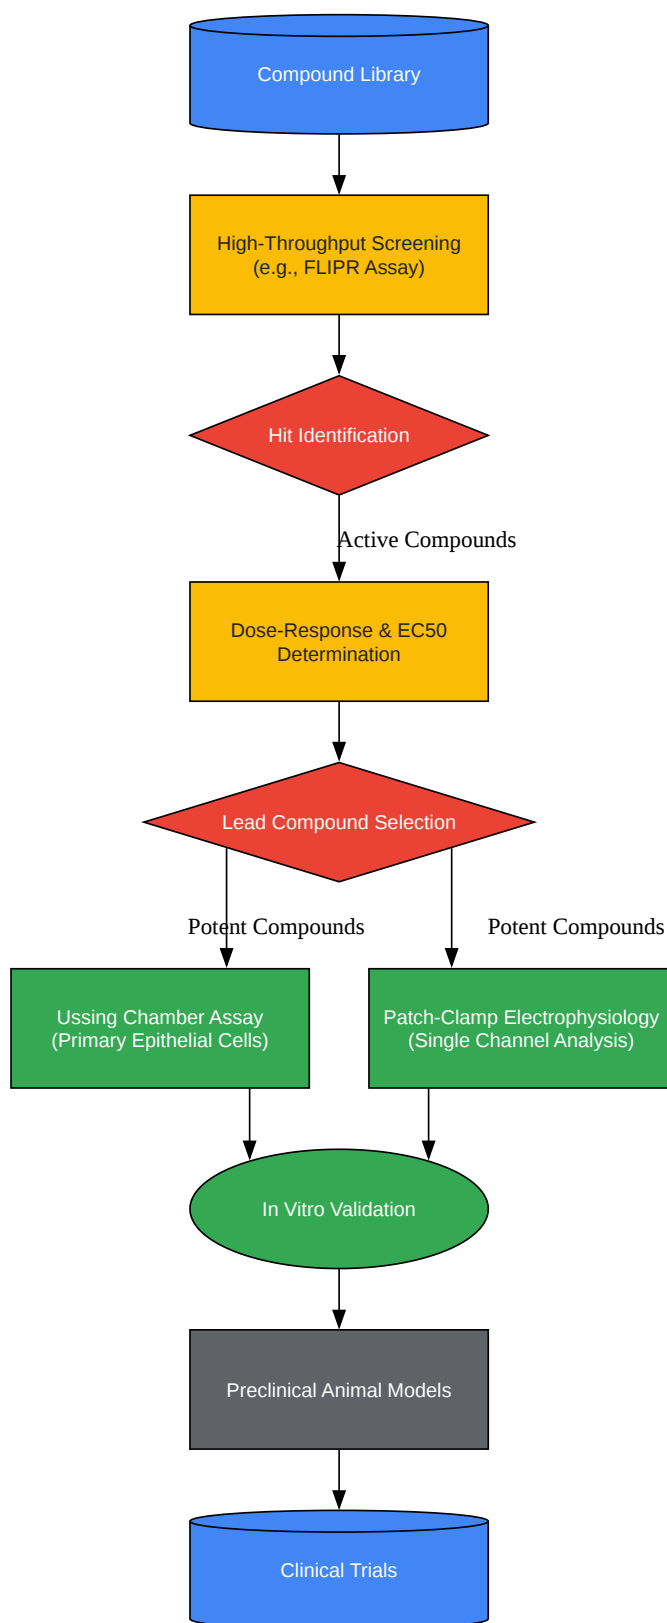 Compound Library
High-Throughput Screening
(e.g., FLIPR Assay)
Hit Identification
Active Compounds
Dose-Response & EC50
Determination
Lead Compound Selection
Potent Compounds
Potent Compounds
Ussing Chamber Assay
(Primary Epithelial Cells)
Patch-Clamp Electrophysiology
(Single Channel Analysis)
In Vitro Validation
Preclinical Animal Models
Clinical Trials